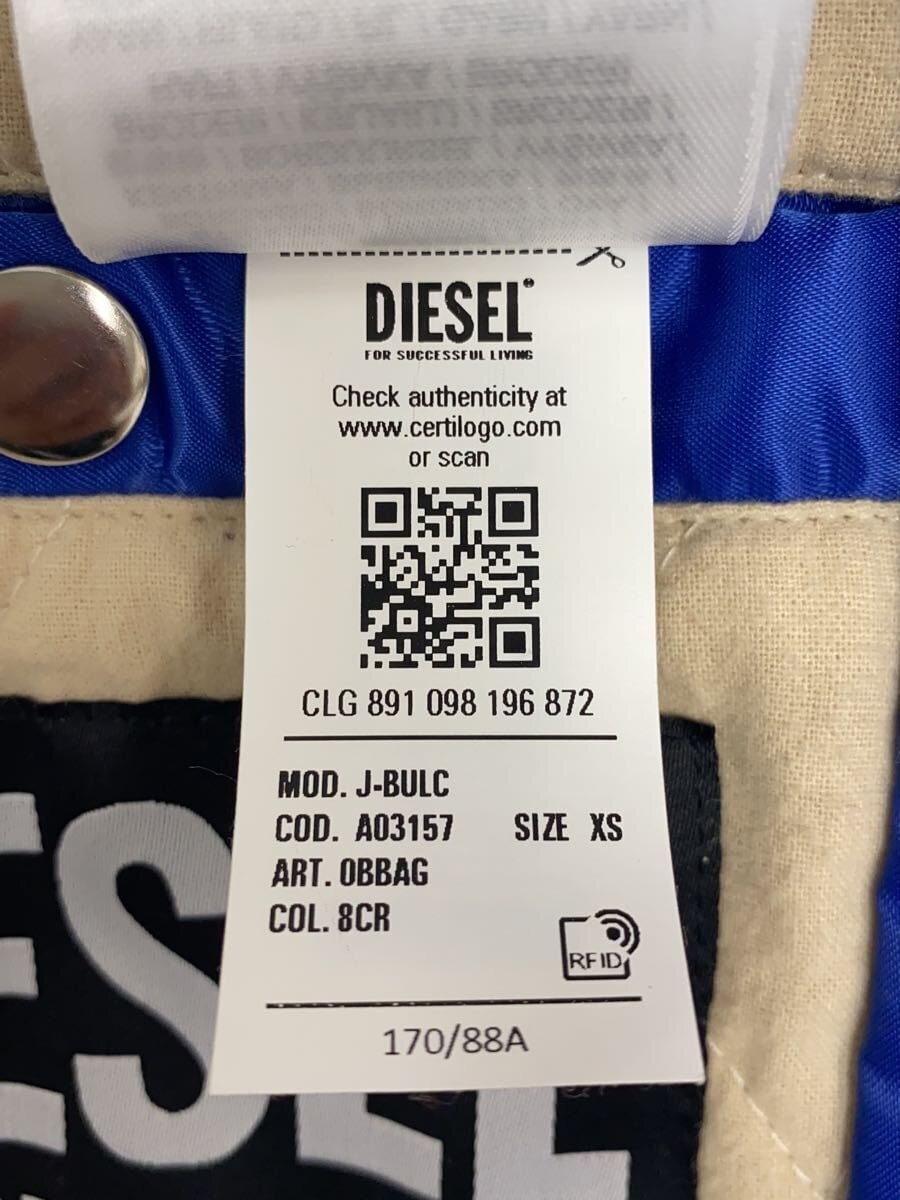 DIESEL
FOR SUCCESSFUL LIVING
Check authenticity at
www.certilogo.com
or scan
CLG 891 098 196 872
MOD. J-BULC
COD. A03157 SIZE XS
ART. 0BBAG
COL. 8CR
RFID
170/88A